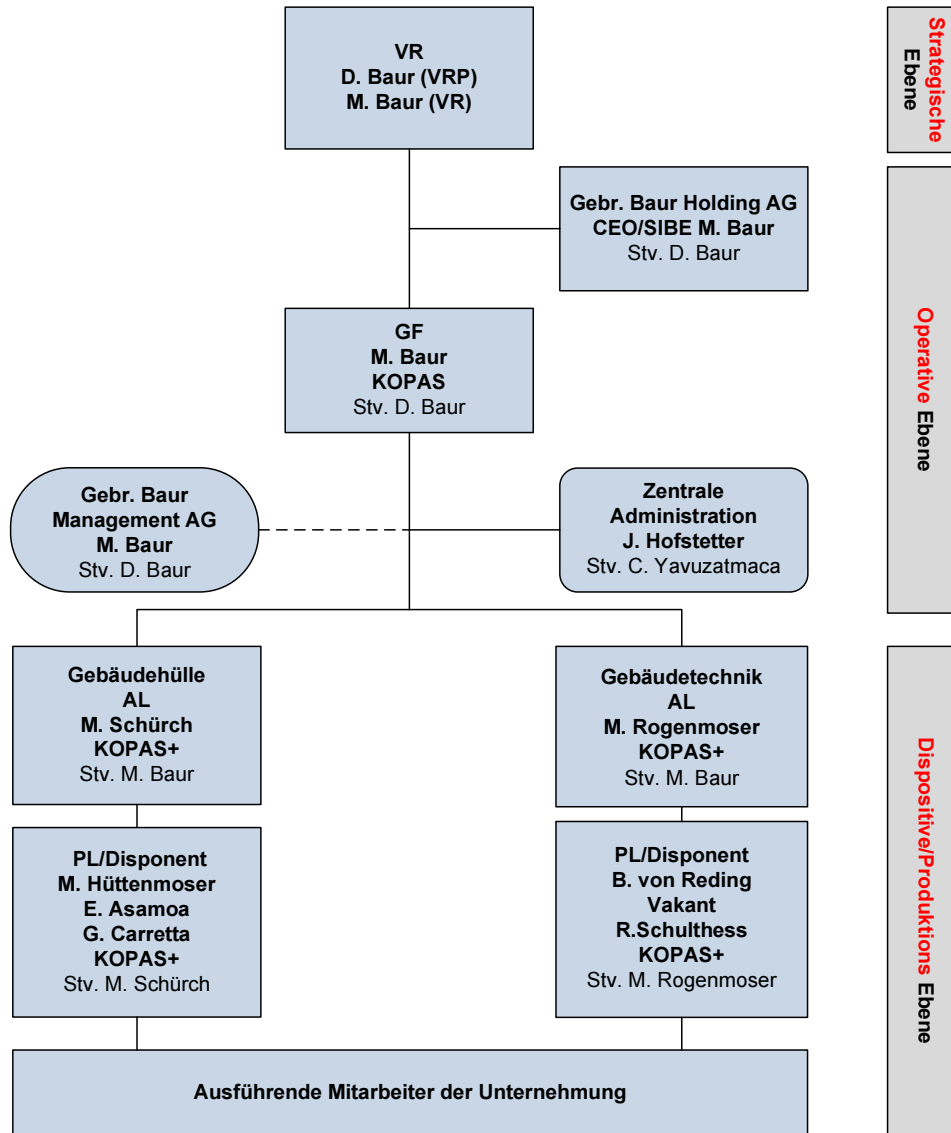 VR
D. Baur (VRP)
M. Baur (VR)
Strategische
Ebene
Gebr. Baur Holding AG
CEO/SIBE M. Baur
Stv. D. Baur
GF
M. Baur
KOPAS
Stv. D. Baur
Operative Ebene
Gebr. Baur
Management AG
M. Baur
Stv. D. Baur
Zentrale
Administration
J. Hofstetter
Stv. C. Yavuzatmaca
Gebäudehülle
AL
M. Schürch
KOPAS+
Stv. M. Baur
Gebäudetechnik
AL
M. Rogenmoser
KOPAS+
Stv. M. Baur
Dispositive/Produktions Ebene
PL/Disponent
M. Hüttenmoser
E. Asamoa
G. Carretta
KOPAS+
Stv. M. Schürch
PL/Disponent
B. von Reding
Vakant
R.Schulthess
KOPAS+
Stv. M. Rogenmoser
Ausführende Mitarbeiter der Unternehmung